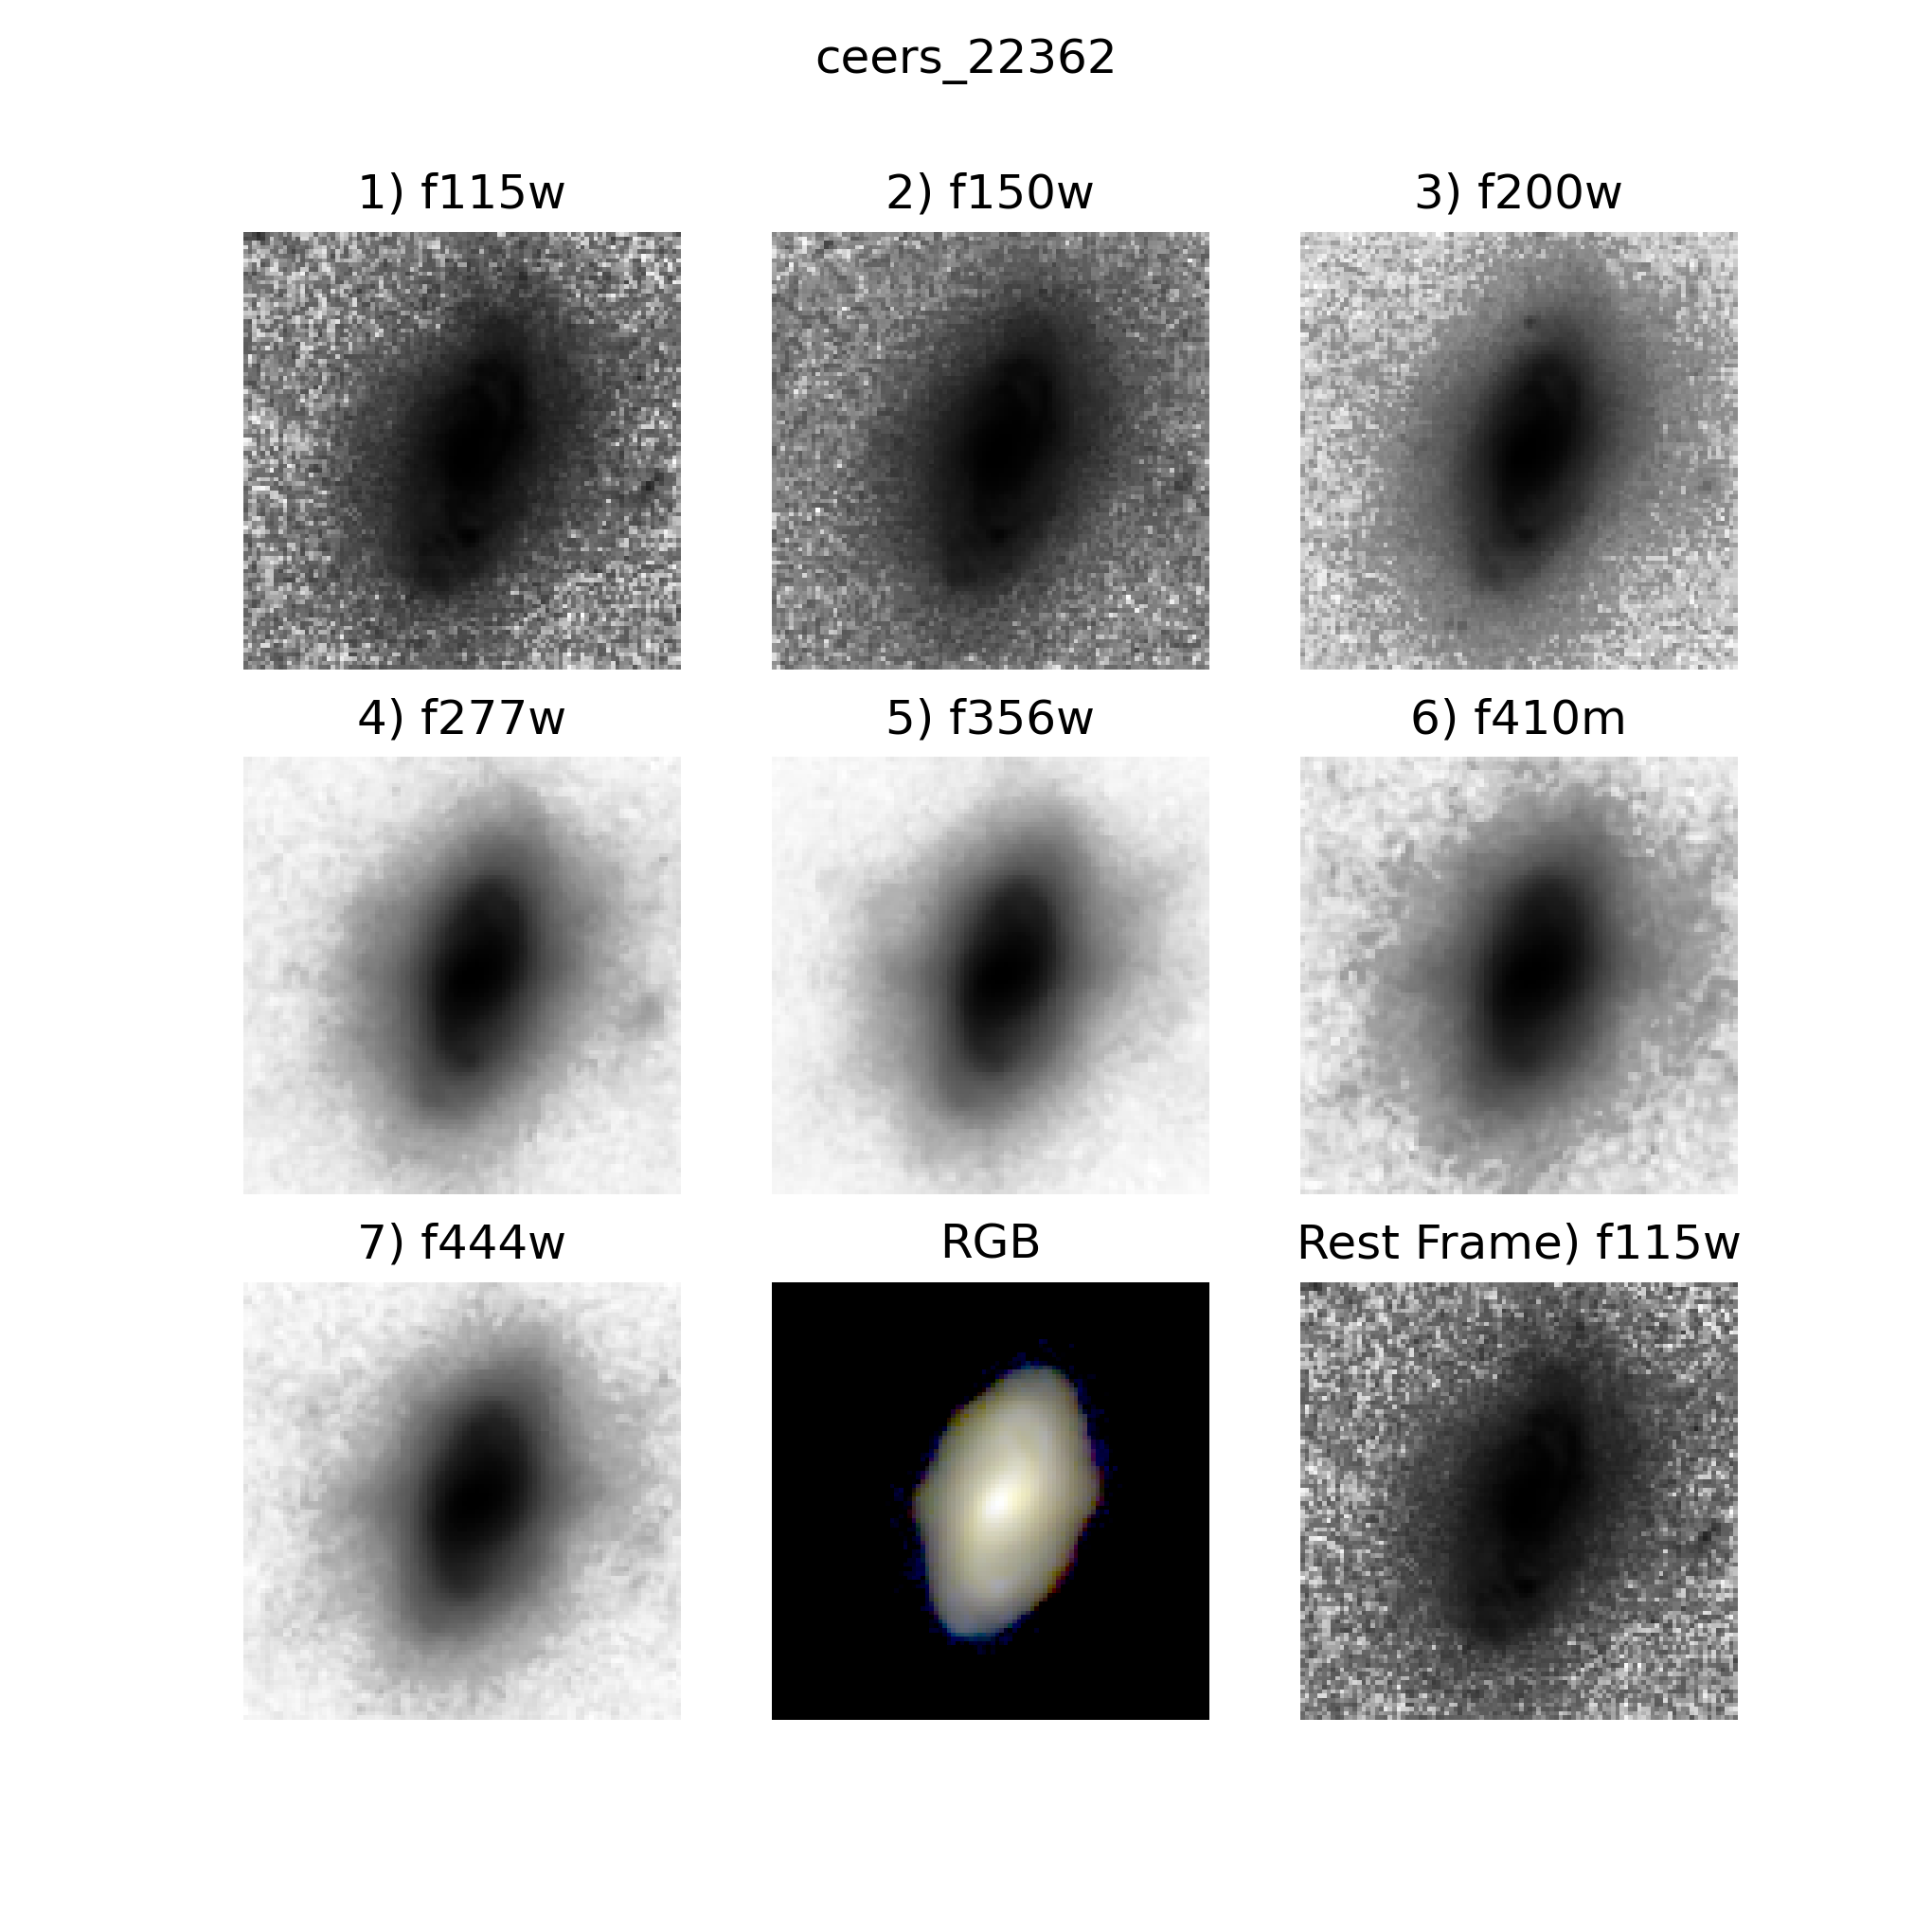 ceers_22362
1) f115w
2) f150w
3) f200w
4) f277w
5) f356w
6) f410m
7) f444w
RGB
Rest Frame) f115w